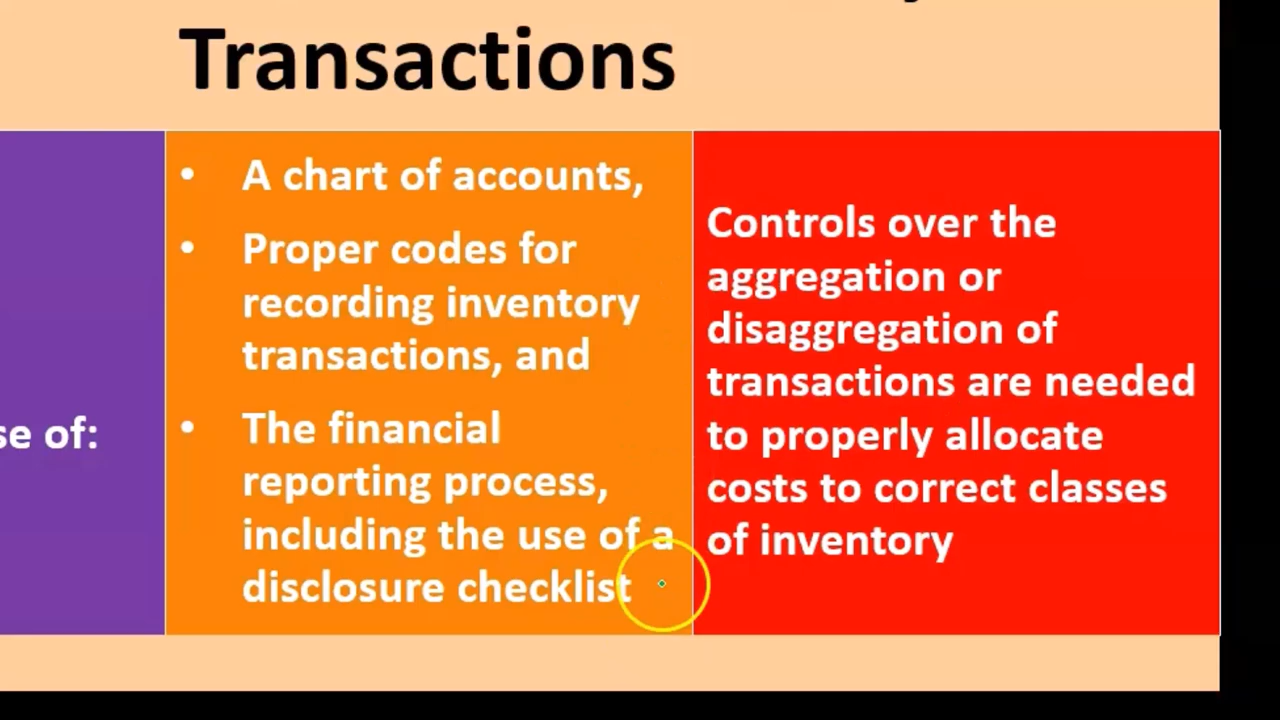 Transactions
se of:
• A chart of accounts,
• Proper codes for
recording inventory
transactions, and
• The financial
reporting process,
including the use of a
disclosure checklist
Controls over the
aggregation or
disaggregation of
transactions are needed
to properly allocate
costs to correct classes
of inventory